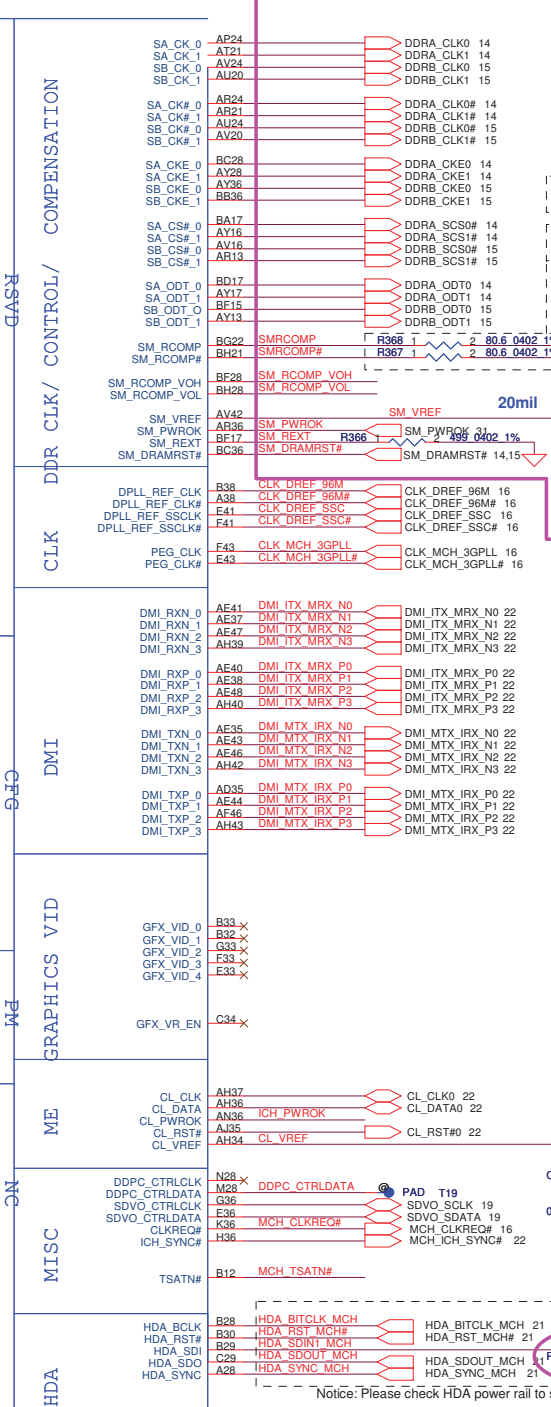 RSVD
CFG
PM
NC
DDR CLK/ CONTROL/ COMPENSATION
SA_CK_0 AP24 DDRA_CLK0 14
SA_CK_1 AT21 DDRA_CLK1 14
SB_CK_0 AV24 DDRB_CLK0 15
SB_CK_1 AU20 DDRB_CLK1 15
SA_CK#_0 AR24 DDRA_CLK0# 14
SA_CK#_1 AR21 DDRA_CLK1# 14
SB_CK#_0 AU24 DDRB_CLK0# 15
SB_CK#_1 AV20 DDRB_CLK1# 15
SA_CKE_0 BC28 DDRA_CKE0 14
SA_CKE_1 AY28 DDRA_CKE1 14
SB_CKE_0 AY36 DDRB_CKE0 15
SB_CKE_1 BB36 DDRB_CKE1 15
SA_CS#_0 BA17 DDRA_SCS0# 14
SA_CS#_1 AY16 DDRA_SCS1# 14
SB_CS#_0 AV16 DDRB_SCS0# 15
SB_CS#_1 AR13 DDRB_SCS1# 15
SA_ODT_0 BD17 DDRA_ODT0 14
SA_ODT_1 AY17 DDRA_ODT1 14
SB_ODT_O BF15 DDRB_ODT0 15
SB_ODT_1 AY13 DDRB_ODT1 15
SM_RCOMP BG22 SMRCOMP R368 1 2 80.6 0402 1%
SM_RCOMP# BH21 SMRCOMP# R367 1 2 80.6 0402 1%
SM_RCOMP_VOH BF28 SM_RCOMP_VOH
SM_RCOMP_VOL BH28 SM_RCOMP_VOL
20mil
SM_VREF AV42 SM_VREF
SM_PWROK AR36 SM_PWROK SM_PWROK 31
SM_REXT BF17 SM_REXT R366 1 2 499 0402 1%
SM_DRAMRST# BC36 SM_DRAMRST# SM_DRAMRST# 14,15
CLK
DPLL_REF_CLK B38 CLK_DREF_96M CLK_DREF_96M 16
DPLL_REF_CLK# A38 CLK_DREF_96M# CLK_DREF_96M# 16
DPLL_REF_SSCLK E41 CLK_DREF_SSC CLK_DREF_SSC 16
DPLL_REF_SSCLK# F41 CLK_DREF_SSC# CLK_DREF_SSC# 16
PEG_CLK F43 CLK_MCH_3GPLL CLK_MCH_3GPLL 16
PEG_CLK# E43 CLK_MCH_3GPLL# CLK_MCH_3GPLL# 16
DMI
DMI_RXN_0 AE41 DMI_ITX_MRX_N0 DMI_ITX_MRX_N0 22
DMI_RXN_1 AE37 DMI_ITX_MRX_N1 DMI_ITX_MRX_N1 22
DMI_RXN_2 AE47 DMI_ITX_MRX_N2 DMI_ITX_MRX_N2 22
DMI_RXN_3 AH39 DMI_ITX_MRX_N3 DMI_ITX_MRX_N3 22
DMI_RXP_0 AE40 DMI_ITX_MRX_P0 DMI_ITX_MRX_P0 22
DMI_RXP_1 AE38 DMI_ITX_MRX_P1 DMI_ITX_MRX_P1 22
DMI_RXP_2 AE48 DMI_ITX_MRX_P2 DMI_ITX_MRX_P2 22
DMI_RXP_3 AH40 DMI_ITX_MRX_P3 DMI_ITX_MRX_P3 22
DMI_TXN_0 AE35 DMI_MTX_IRX_N0 DMI_MTX_IRX_N0 22
DMI_TXN_1 AE43 DMI_MTX_IRX_N1 DMI_MTX_IRX_N1 22
DMI_TXN_2 AE46 DMI_MTX_IRX_N2 DMI_MTX_IRX_N2 22
DMI_TXN_3 AH42 DMI_MTX_IRX_N3 DMI_MTX_IRX_N3 22
DMI_TXP_0 AD35 DMI_MTX_IRX_P0 DMI_MTX_IRX_P0 22
DMI_TXP_1 AE44 DMI_MTX_IRX_P1 DMI_MTX_IRX_P1 22
DMI_TXP_2 AF46 DMI_MTX_IRX_P2 DMI_MTX_IRX_P2 22
DMI_TXP_3 AH43 DMI_MTX_IRX_P3 DMI_MTX_IRX_P3 22
GRAPHICS VID
GFX_VID_0 B33
GFX_VID_1 B32
GFX_VID_2 G33
GFX_VID_3 F33
GFX_VID_4 E33
GFX_VR_EN C34
ME
CL_CLK AH37 CL_CLK0 22
CL_DATA AH36 CL_DATA0 22
CL_PWROK AN36 ICH_PWROK
CL_RST# AJ35 CL_RST#0 22
CL_VREF AH34 CL_VREF
MISC
DDPC_CTRLCLK N28
DDPC_CTRLDATA M28 DDPC_CTRLDATA @ PAD T19
SDVO_CTRLCLK G36 SDVO_SCLK 19
SDVO_CTRLDATA E36 SDVO_SDATA 19
CLKREQ# K36 MCH_CLKREQ# MCH_CLKREQ# 16
ICH_SYNC# H36 MCH_ICH_SYNC# 22
TSATN# B12 MCH_TSATN#
HDA
HDA_BCLK B28 HDA_BITCLK_MCH HDA_BITCLK_MCH 21
HDA_RST# B30 HDA_RST_MCH# HDA_RST_MCH# 21
HDA_SDI B29 HDA_SDIN1_MCH
HDA_SDO C29 HDA_SDOUT_MCH HDA_SDOUT_MCH 21
HDA_SYNC A28 HDA_SYNC_MCH HDA_SYNC_MCH 21
Notice: Please check HDA power rail to